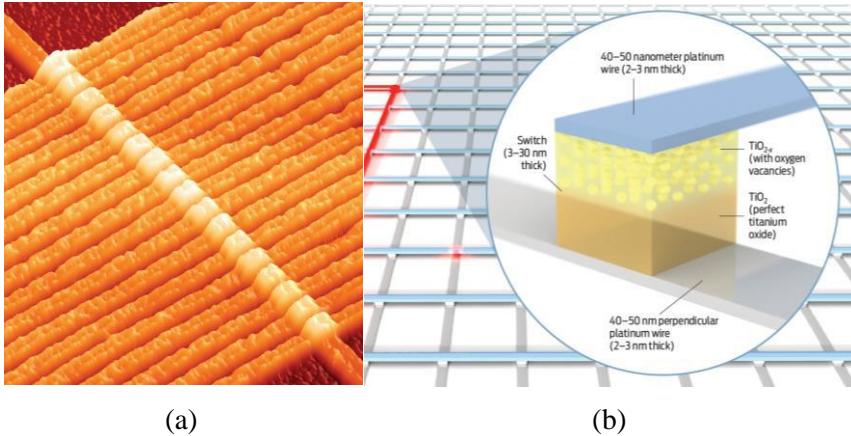 40–50 nanometer platinum
wire (2–3 nm thick)
Switch
(3–30 nm
thick)
TiO2-x
(with oxygen
vacancies)
TiO2
(perfect
titanium
oxide)
40–50 nm perpendicular
platinum wire
(2–3 nm thick)
(a)
(b)